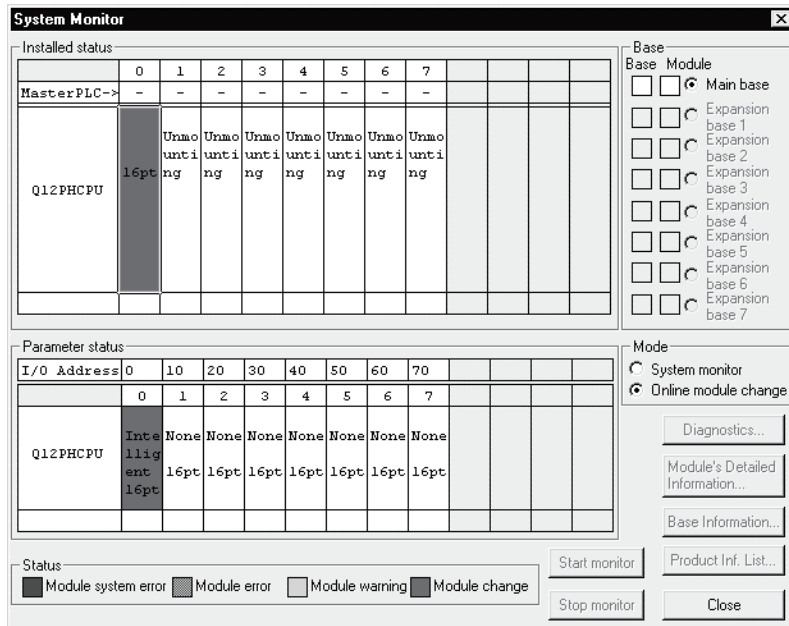 System Monitor
Installed status
0 1 2 3 4 5 6 7
MasterPLC-> - - - - - - - -
Q12PHCPU
16pt
Unmo Unmo Unmo Unmo Unmo Unmo Unmo
unti unti unti unti unti unti unti
ng ng ng ng ng ng ng
Base
Base Module
Main base
Expansion
base 1
Expansion
base 2
Expansion
base 3
Expansion
base 4
Expansion
base 5
Expansion
base 6
Expansion
base 7
Parameter status
I/O Address 0 10 20 30 40 50 60 70
0 1 2 3 4 5 6 7
Q12PHCPU
Inte
llig
ent
16pt
None None None None None None None
16pt 16pt 16pt 16pt 16pt 16pt 16pt
Mode
System monitor
Online module change
Diagnostics...
Module's Detailed
Information...
Base Information...
Product Inf. List...
Status
Module system error Module error Module warning Module change
Start monitor
Stop monitor
Close